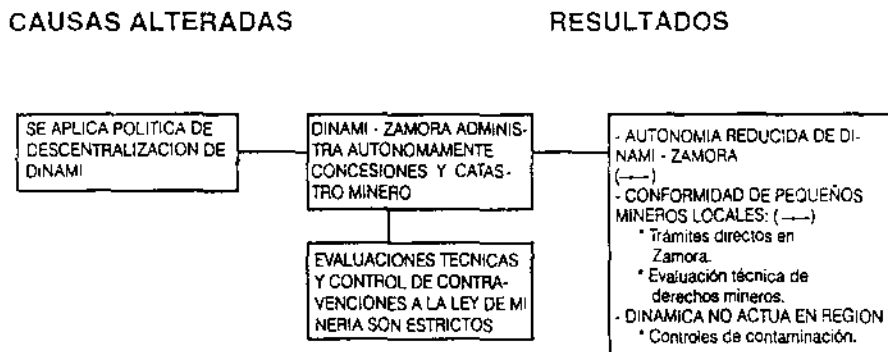 CAUSAS ALTERADAS
RESULTADOS
SE APLICA POLITICA DE
DESCENTRALIZACION DE
DINAMI
DINAMI - ZAMORA ADMINIS-
TRA AUTONOMAMENTE
CONCESIONES Y CATAS-
TRO MINERO
EVALUACIONES TECNICAS
Y CONTROL DE CONTRA-
VENCIONES A LA LEY DE MI
NERIA SON ESTRICTOS
- AUTONOMIA REDUCIDA DE DI-
NAMI - ZAMORA
(—·—)
- CONFORMIDAD DE PEQUEÑOS
MINEROS LOCALES: (—·—)
* Trámites directos en
Zamora.
* Evaluación técnica de
derechos mineros.
- DINAMICA NO ACTUA EN REGION
* Controles de contaminación.